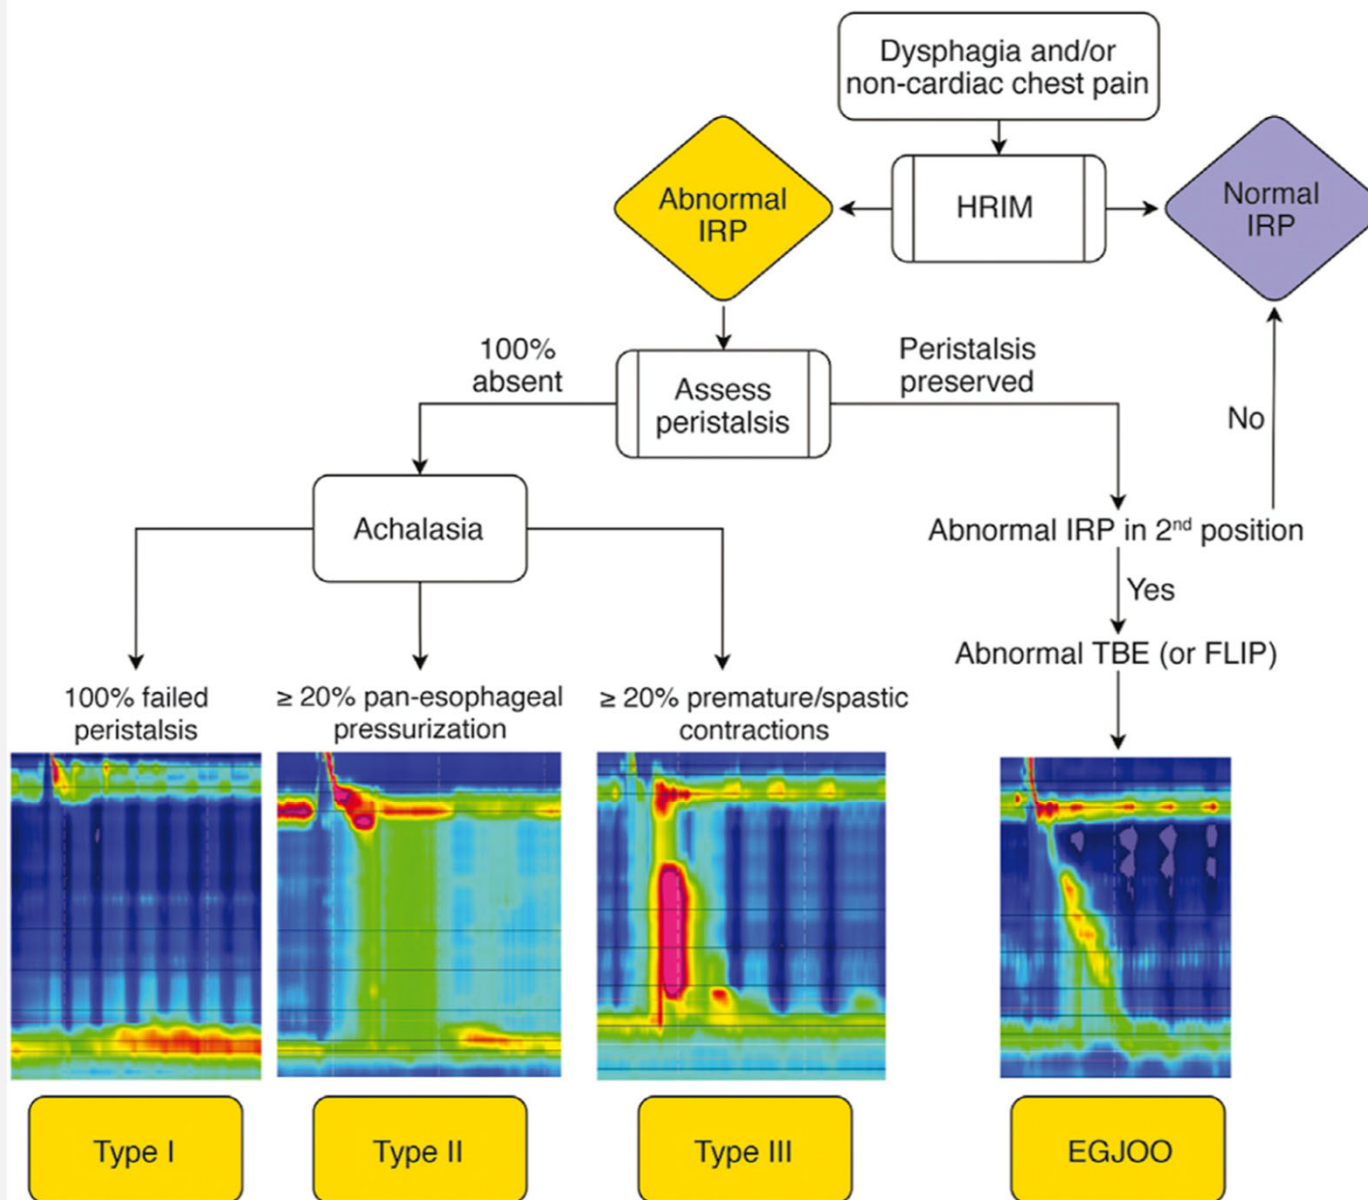 Dysphagia and/or
non-cardiac chest pain
Abnormal
IRP
HRIM
Normal
IRP
100%
absent
Assess
peristalsis
Peristalsis
preserved
No
Achalasia
Abnormal IRP in 2nd position
Yes
Abnormal TBE (or FLIP)
100% failed
peristalsis
≥ 20% pan-esophageal
pressurization
≥ 20% premature/spastic
contractions
Type I
Type II
Type III
EGJOO